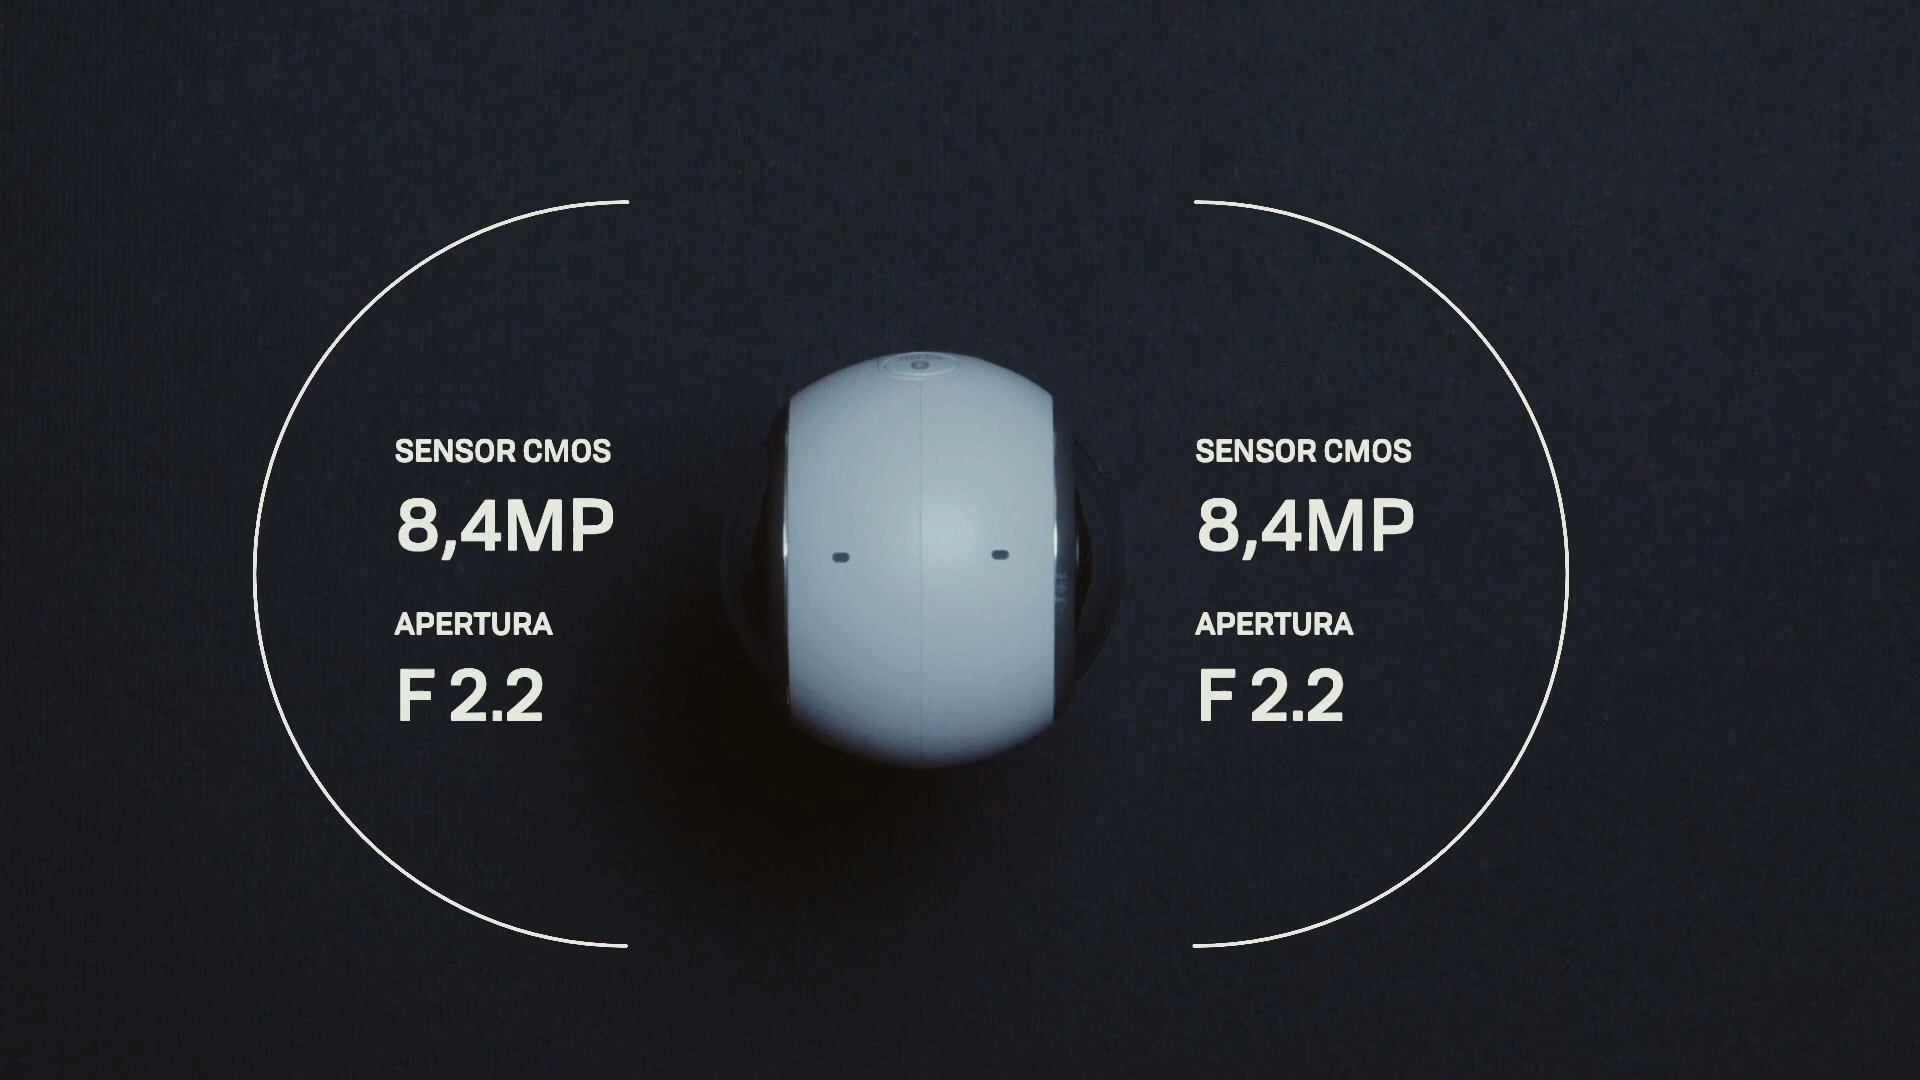 SENSOR CMOS
8,4MP
APERTURA
F 2.2
SENSOR CMOS
8,4MP
APERTURA
F 2.2